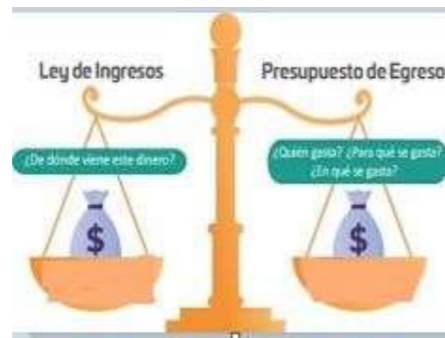 Ley de Ingresos
Presupuesto de Egreso
¿De dónde viene este dinero?
¿Quién gasta? ¿Para qué se gasta?
¿En qué se gasta?
$
$